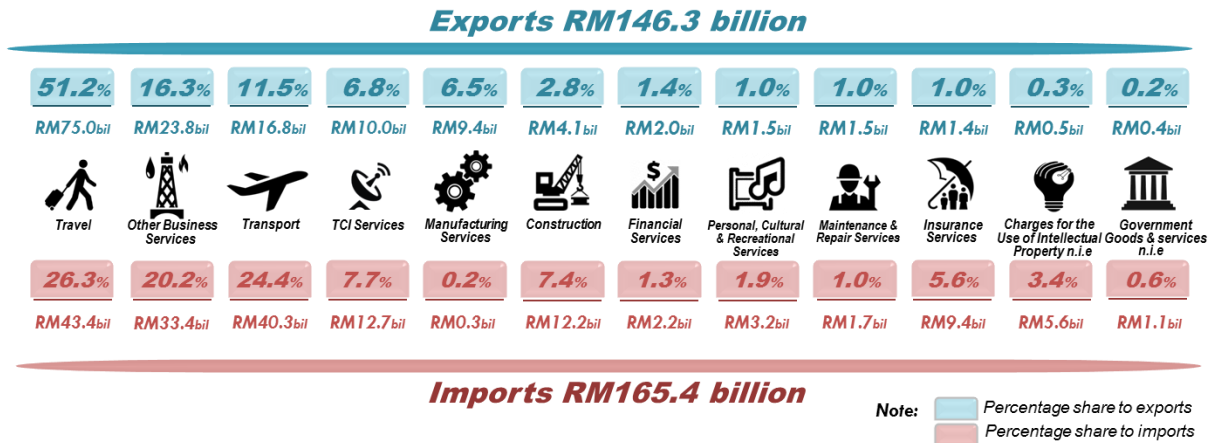 Exports RM146.3 billion
51.2% 16.3% 11.5% 6.8% 6.5% 2.8% 1.4% 1.0% 1.0% 1.0% 0.3% 0.2%
RM75.0bil RM23.8bil RM16.8bil RM10.0bil RM9.4bil RM4.1bil RM2.0bil RM1.5bil RM1.5bil RM1.4bil RM0.5bil RM0.4bil
$
Travel
Other Business
Services
Transport
TCI Services
Manufacturing
Services
Construction
Financial
Services
Personal, Cultural
& Recreational
Services
Maintenance &
Repair Services
Insurance
Services
Charges for the
Use of Intellectual
Property n.i.e
Government
Goods & services
n.i.e
26.3% 20.2% 24.4% 7.7% 0.2% 7.4% 1.3% 1.9% 1.0% 5.6% 3.4% 0.6%
RM43.4bil RM33.4bil RM40.3bil RM12.7bil RM0.3bil RM12.2bil RM2.2bil RM3.2bil RM1.7bil RM9.4bil RM5.6bil RM1.1bil
Imports RM165.4 billion
Note: Percentage share to exports
Percentage share to imports